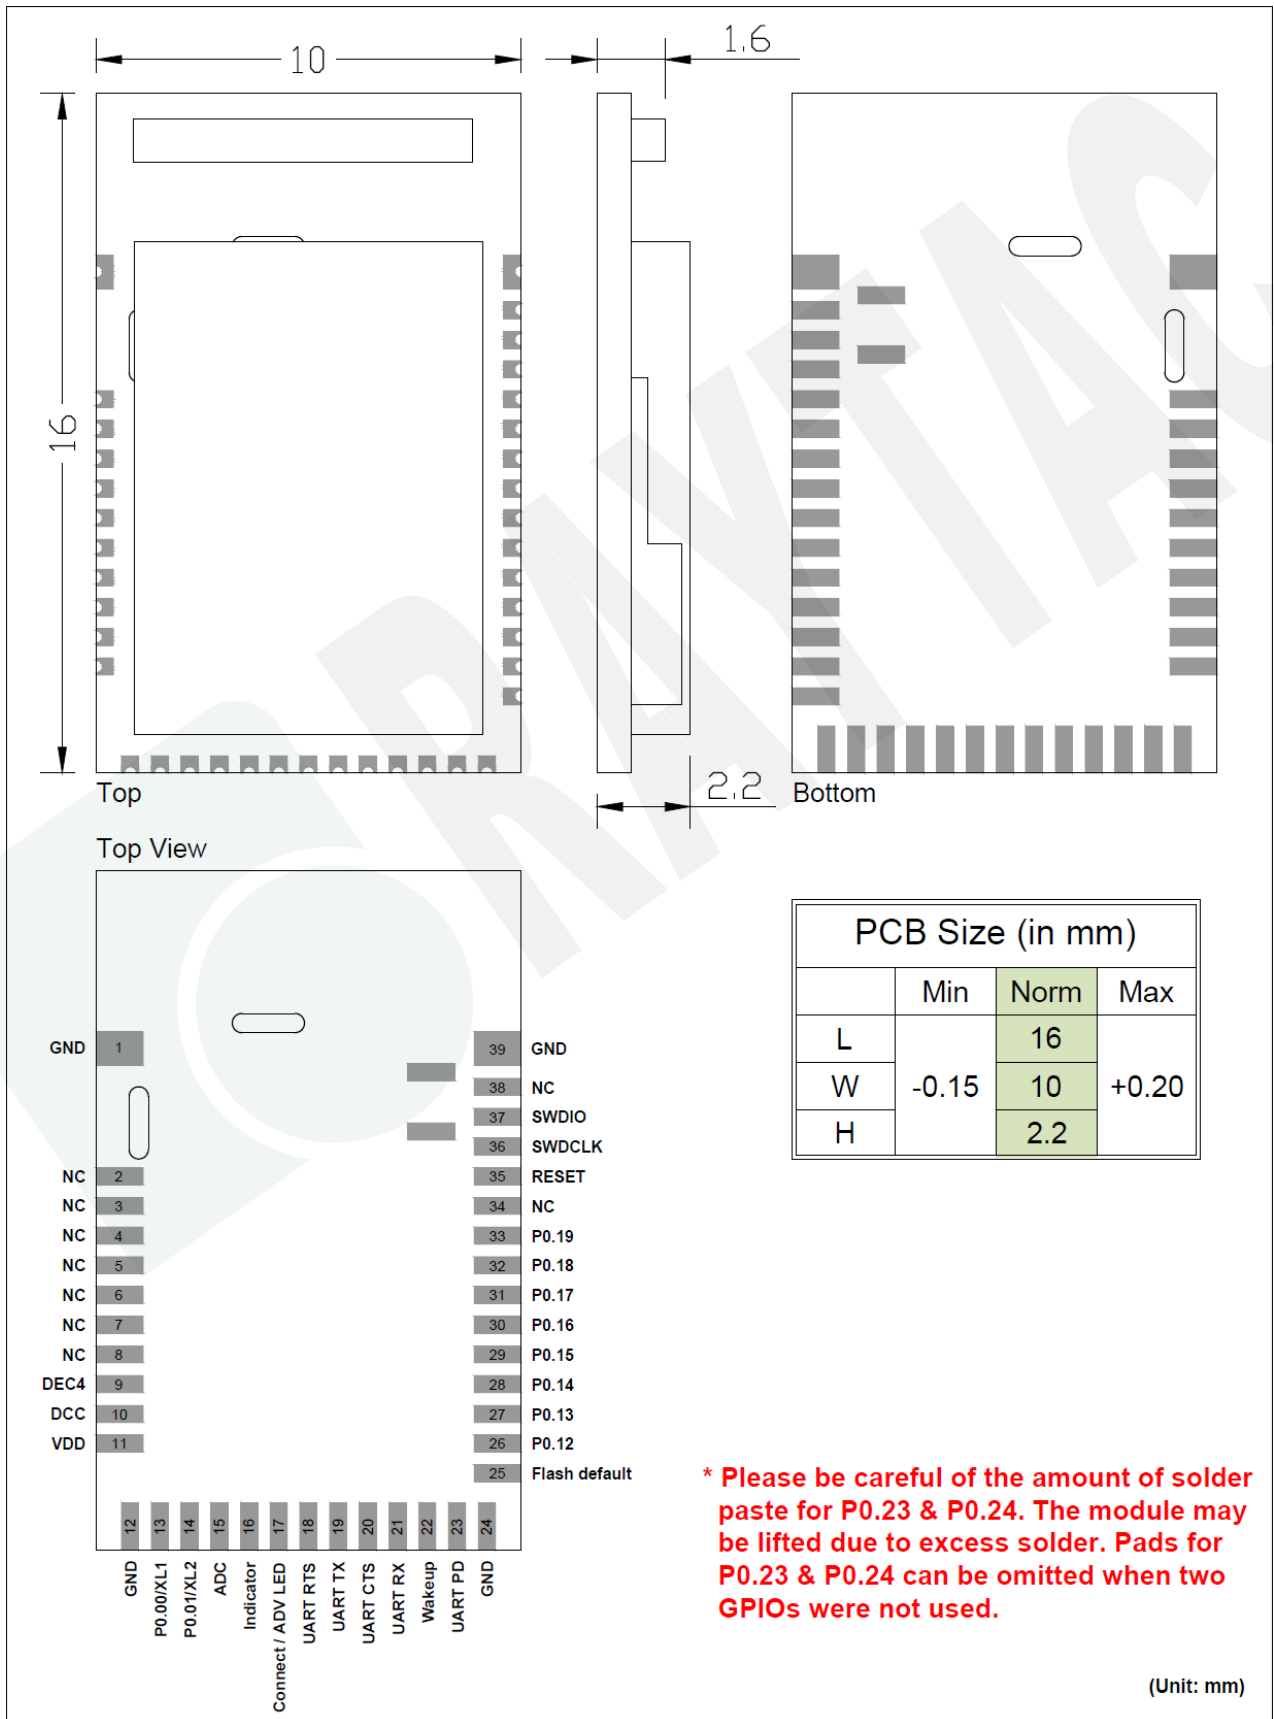 10
1.6
16
2.2
Top
Bottom
Top View
PCB Size (in mm)
Min Norm Max
L 16
W -0.15 10 +0.20
H 2.2
GND 1
NC 2
NC 3
NC 4
NC 5
NC 6
NC 7
NC 8
DEC4 9
DCC 10
VDD 11
39 GND
38 NC
37 SWDIO
36 SWDCLK
35 RESET
34 NC
33 P0.19
32 P0.18
31 P0.17
30 P0.16
29 P0.15
28 P0.14
27 P0.13
26 P0.12
25 Flash default
12 GND
13 P0.00/XL1
14 P0.01/XL2
15 ADC
16 Indicator
17 Connect / ADV LED
18 UART RTS
19 UART TX
20 UART CTS
21 UART RX
22 Wakeup
23 UART PD
24 GND
* Please be careful of the amount of solder
paste for P0.23 & P0.24. The module may
be lifted due to excess solder. Pads for
P0.23 & P0.24 can be omitted when two
GPIOs were not used.
(Unit: mm)
RAYTAC